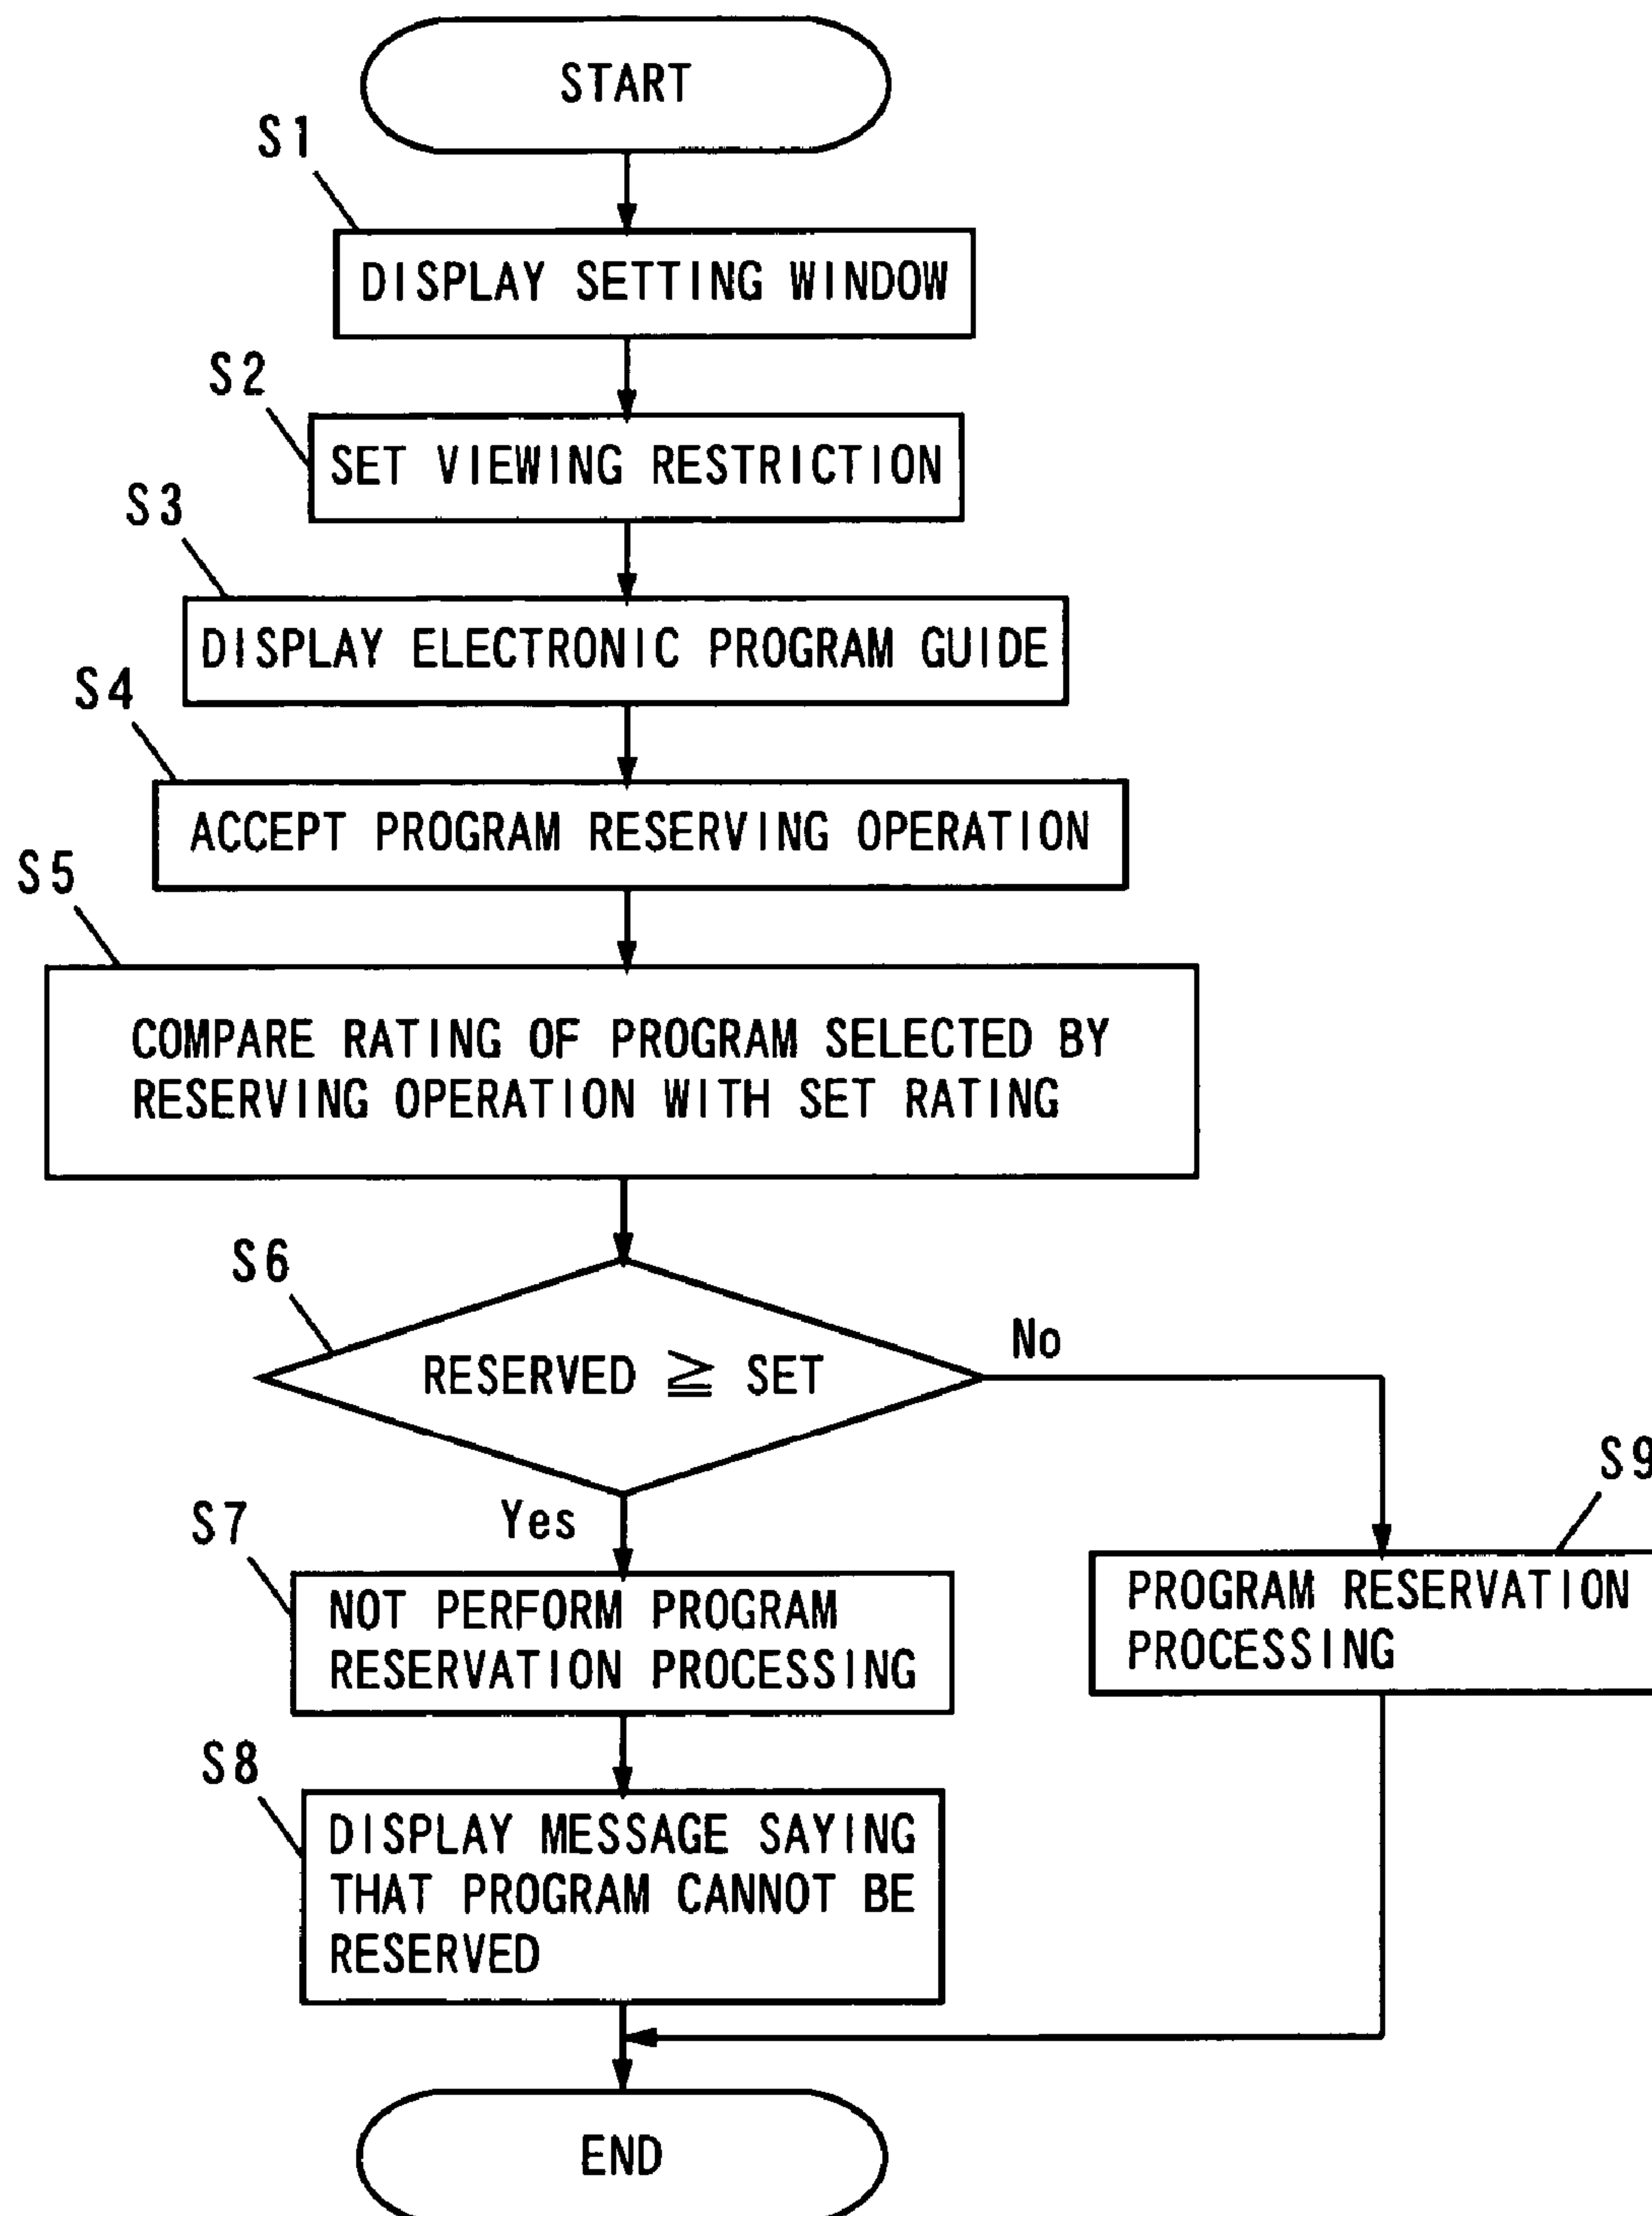 START
S1
DISPLAY SETTING WINDOW
S2
SET VIEWING RESTRICTION
S3
DISPLAY ELECTRONIC PROGRAM GUIDE
S4
ACCEPT PROGRAM RESERVING OPERATION
S5
COMPARE RATING OF PROGRAM SELECTED BY
RESERVING OPERATION WITH SET RATING
S6
RESERVED ≧ SET
No
Yes
S7
NOT PERFORM PROGRAM
RESERVATION PROCESSING
S9
PROGRAM RESERVATION
PROCESSING
S8
DISPLAY MESSAGE SAYING
THAT PROGRAM CANNOT BE
RESERVED
END